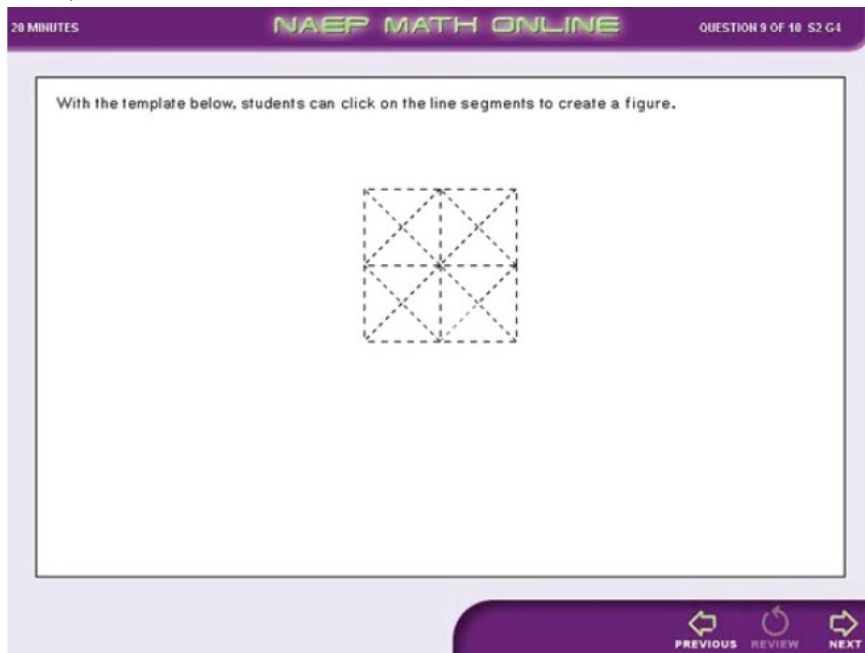 20 MINUTES
NAEP MATH ONLINE
QUESTION 9 OF 10 S2 G4
With the template below, students can click on the line segments to create a figure.
PREVIOUS
REVIEW
NEXT